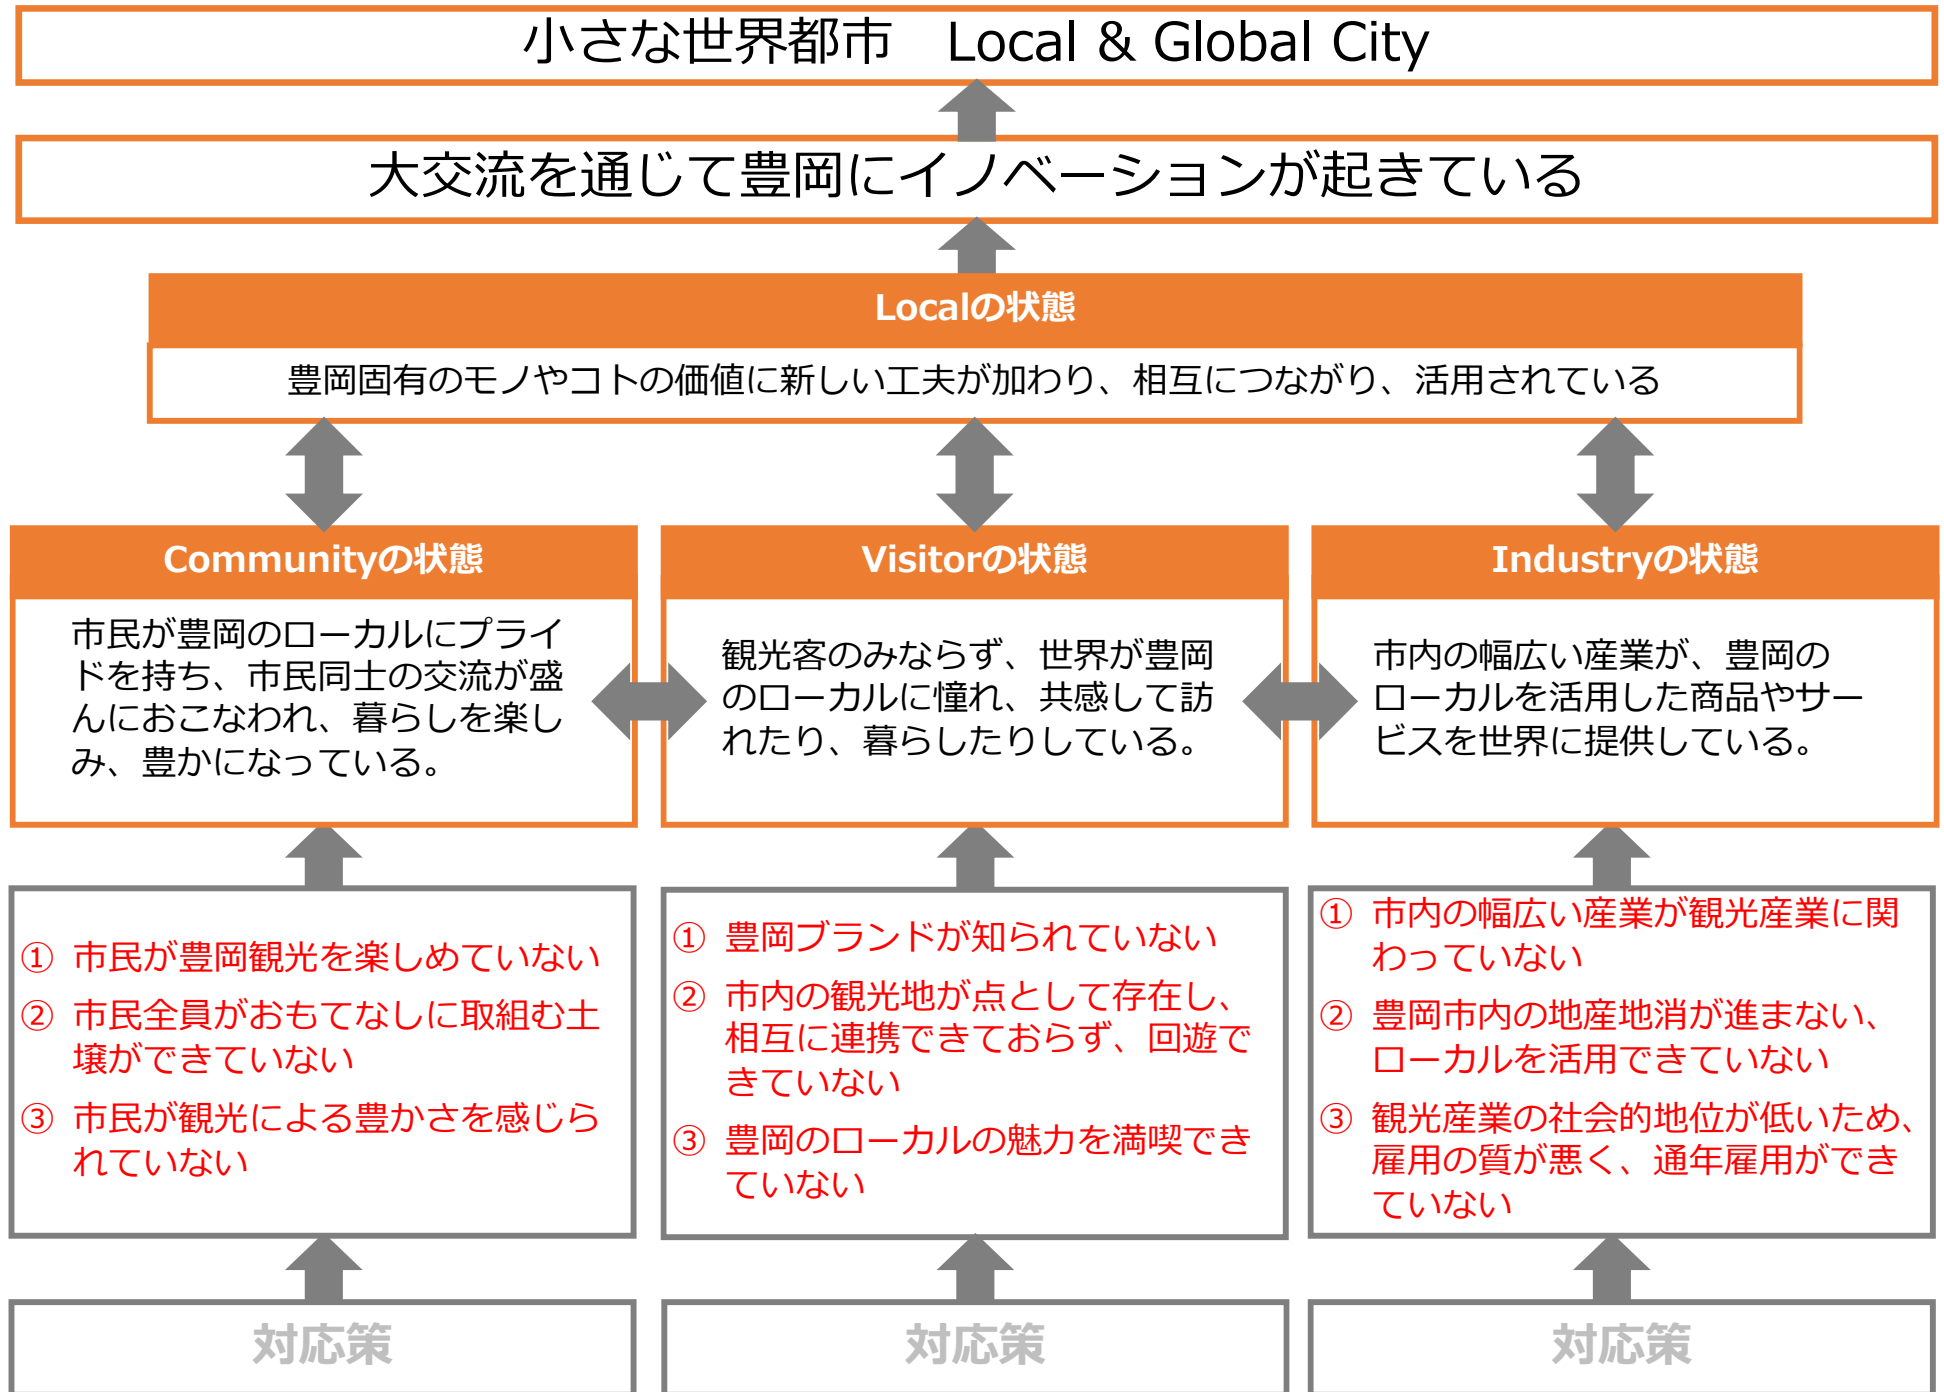 小さな世界都市　Local & Global City
大交流を通じて豊岡にイノベーションが起きている
Localの状態
豊岡固有のモノやコトの価値に新しい工夫が加わり、相互につながり、活用されている
Communityの状態
市民が豊岡のローカルにプライ
ドを持ち、市民同士の交流が盛
んにおこなわれ、暮らしを楽し
み、豊かになっている。
Visitorの状態
観光客のみならず、世界が豊岡
のローカルに憧れ、共感して訪
れたり、暮らしたりしている。
Industryの状態
市内の幅広い産業が、豊岡の
ローカルを活用した商品やサー
ビスを世界に提供している。
① 市民が豊岡観光を楽しめていない
② 市民全員がおもてなしに取組む土
壌ができていない
③ 市民が観光による豊かさを感じら
れていない
① 豊岡ブランドが知られていない
② 市内の観光地が点として存在し、
相互に連携できておらず、回遊で
きていない
③ 豊岡のローカルの魅力を満喫でき
ていない
① 市内の幅広い産業が観光産業に関
わっていない
② 豊岡市内の地産地消が進まない、
ローカルを活用できていない
③ 観光産業の社会的地位が低いため、
雇用の質が悪く、通年雇用ができ
ていない
対応策
対応策
対応策